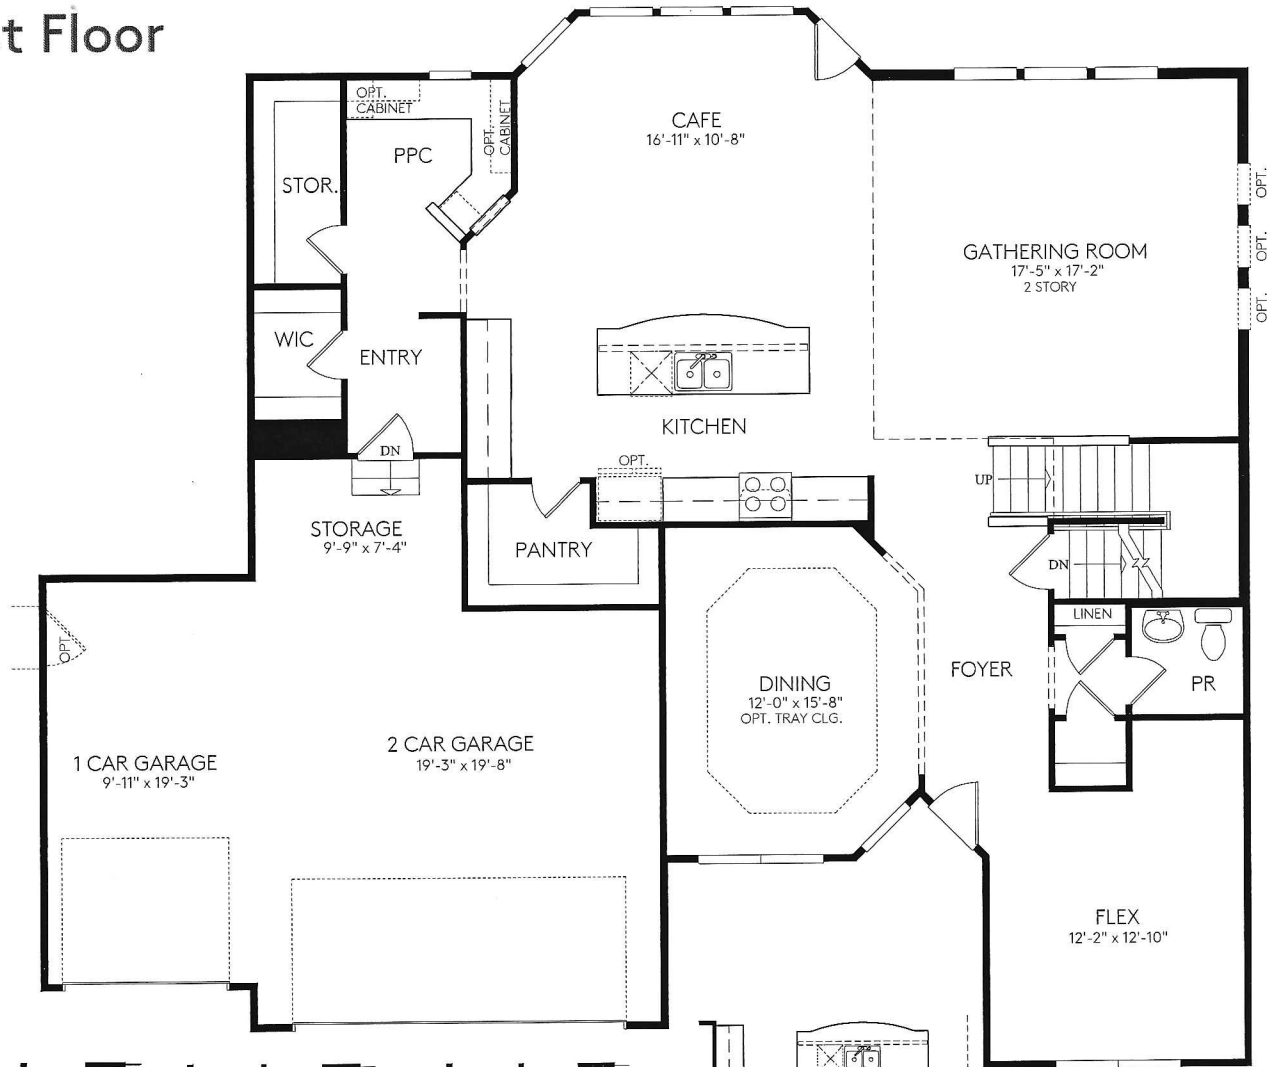 t Floor
OPT.
CABINET
OPT.
CABINET
PPC
STOR.
CAFE
16'-11" x 10'-8"
GATHERING ROOM
17'-5" x 17'-2"
2 STORY
OPT.
OPT.
OPT.
WIC
ENTRY
DN
KITCHEN
OPT.
UP
DN
STORAGE
9'-9" x 7'-4"
PANTRY
LINEN
OPT.
FOYER
PR
DINING
12'-0" x 15'-8"
OPT. TRAY CLG.
1 CAR GARAGE
9'-11" x 19'-3"
2 CAR GARAGE
19'-3" x 19'-8"
FLEX
12'-2" x 12'-10"